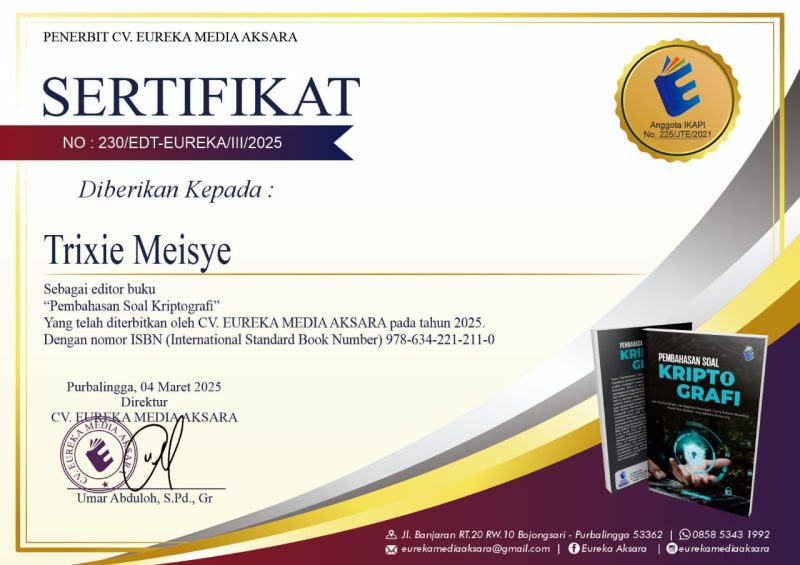 PENERBIT CV. EUREKA MEDIA AKSARA
SERTIFIKAT
NO : 230/EDT-EUREKA/III/2025
Anggota IKAPI
No. 225/JTE/2021
Diberikan Kepada :
Trixie Meisye
Sebagai editor buku
“Pembahasan Soal Kriptografi”
Yang telah diterbitkan oleh CV. EUREKA MEDIA AKSARA pada tahun 2025.
Dengan nomor ISBN (International Standard Book Number) 978-634-221-211-0
Purbalingga, 04 Maret 2025
Direktur
CV. EUREKA MEDIA AKSARA
CV. EUREKA MEDIA AKSARA
Umar Abduloh, S.Pd., Gr
PEMBAHASAN SOAL
KRIPTO
GRAFI
Jl. Banjaran RT.20 RW.10 Bojongsari - Purbalingga 53362 | 0858 5343 1992
eurekamediaaksara@gmail.com | Eureka Aksara | eurekamediaaksara